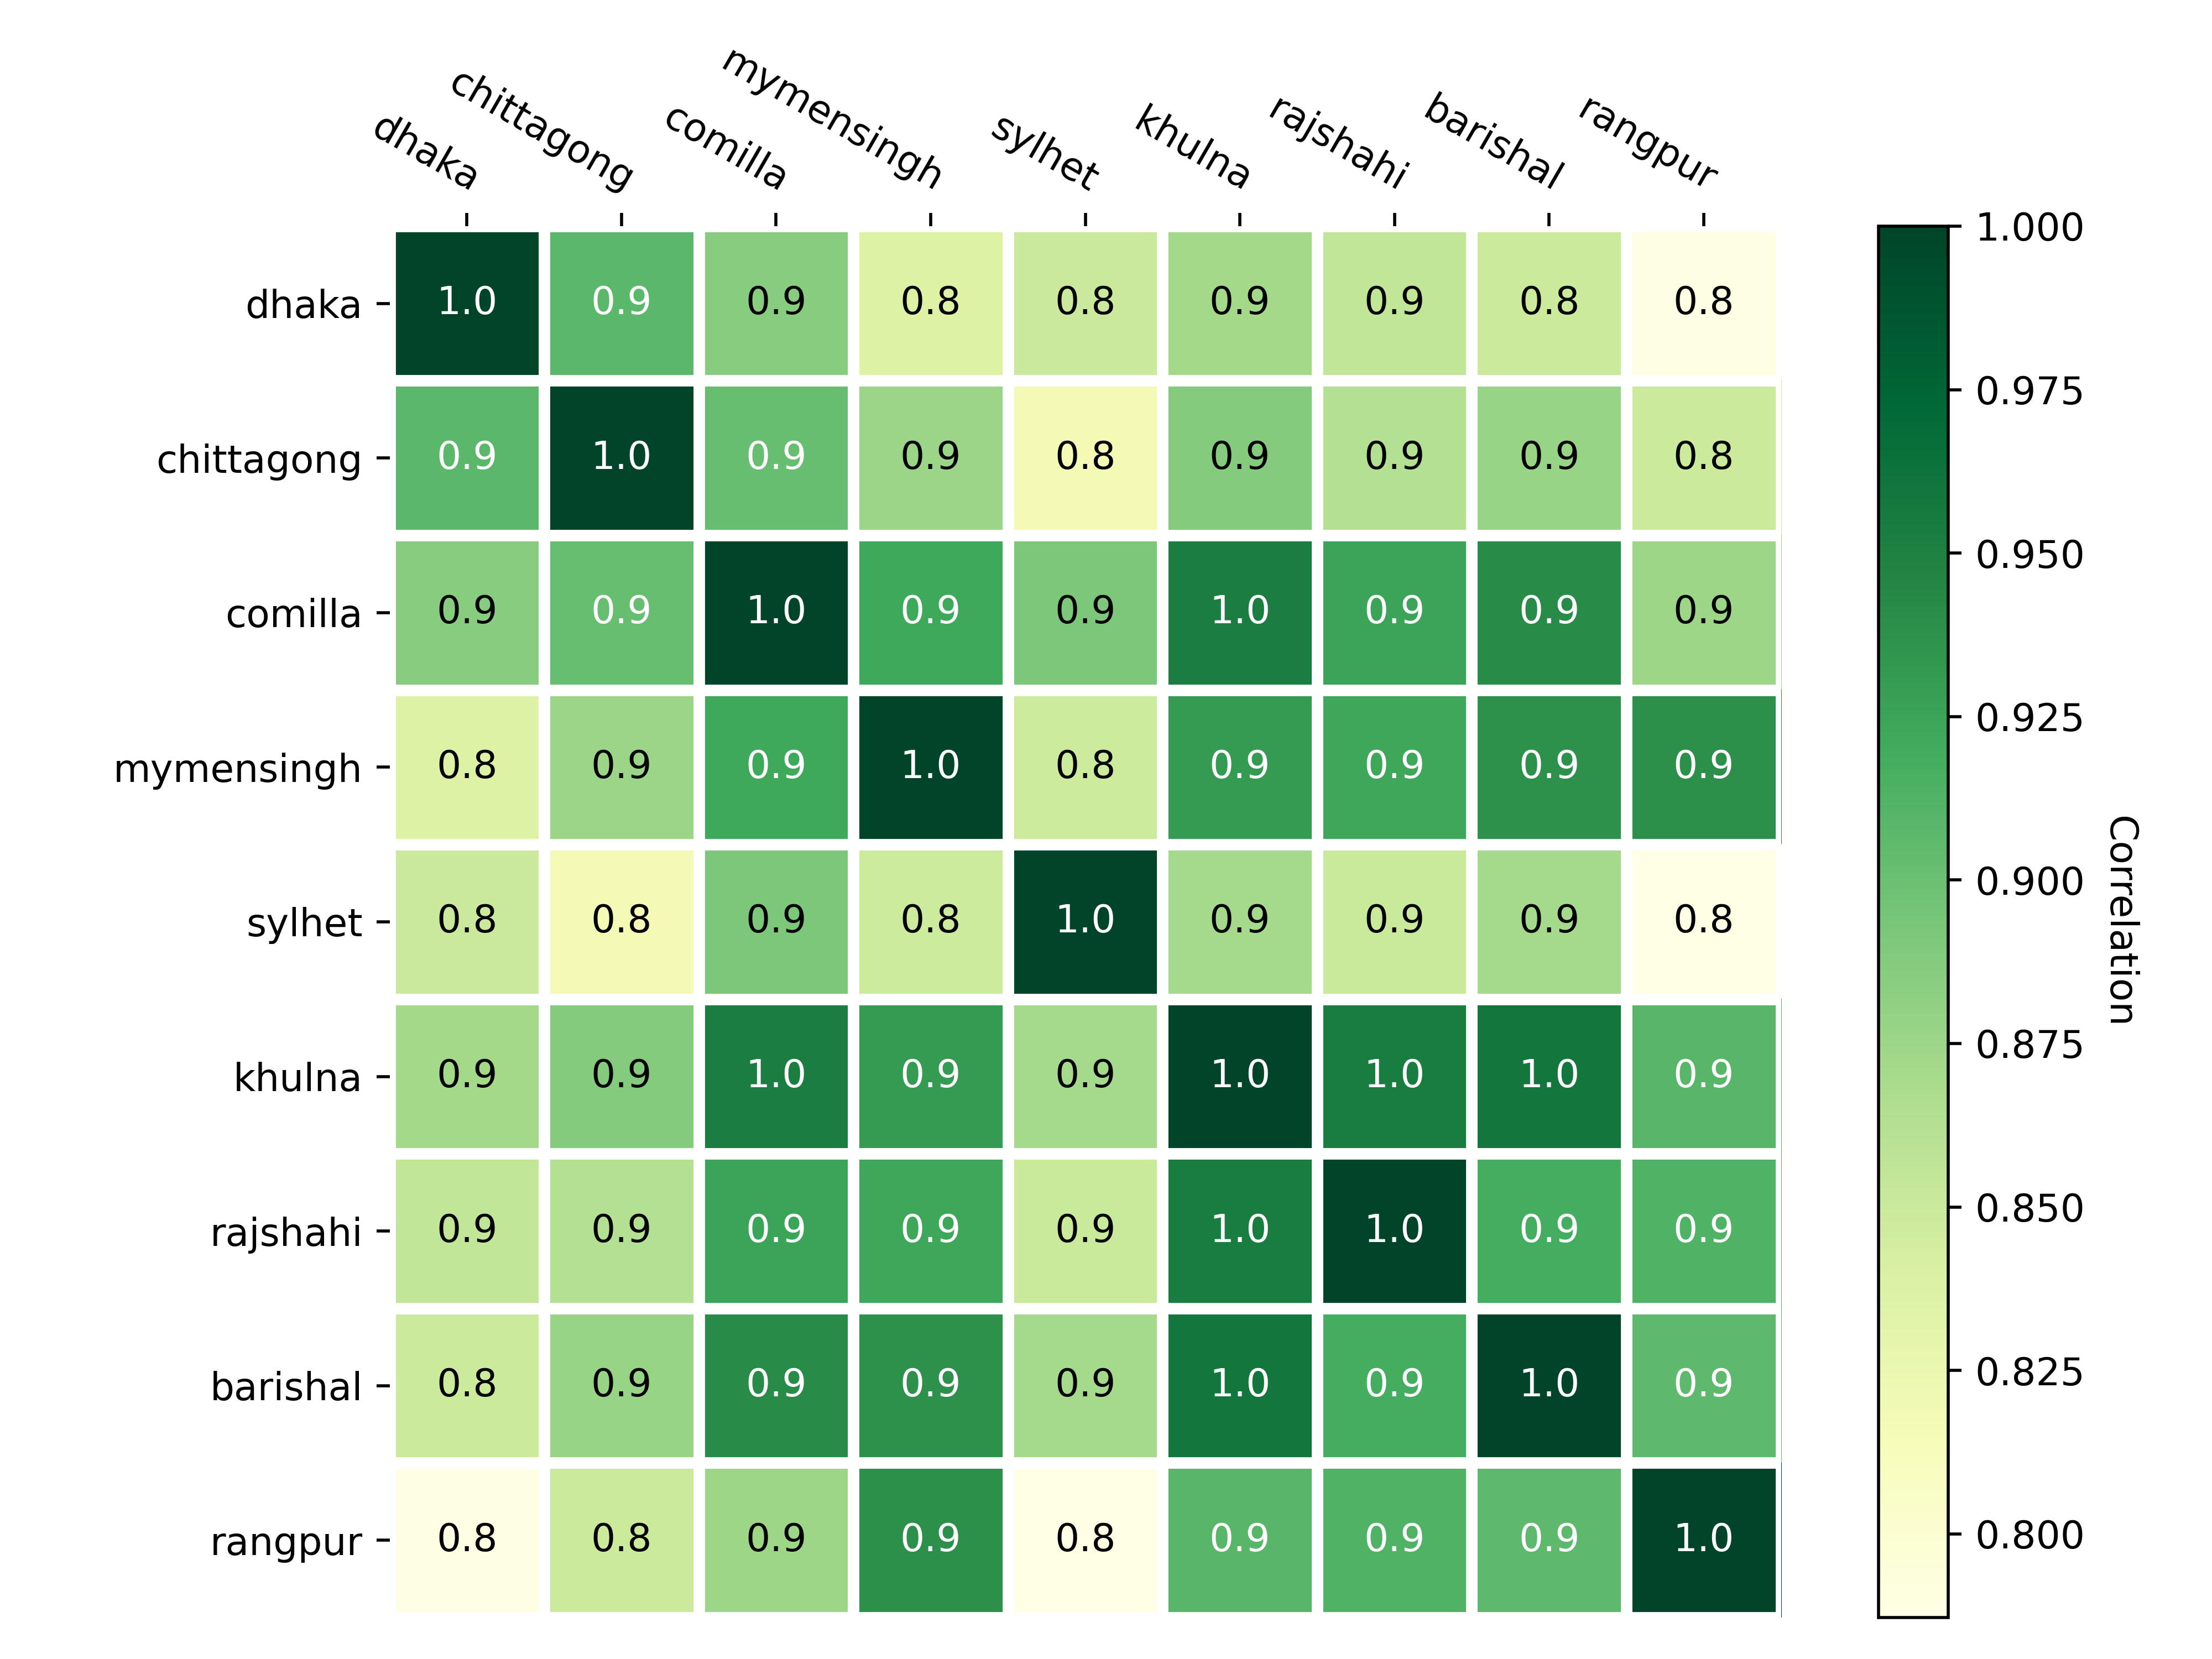 dhaka chittagong comilla mymensingh sylhet khulna rajshahi barishal rangpur
dhaka 1.0 0.9 0.9 0.8 0.8 0.9 0.9 0.8 0.8
chittagong 0.9 1.0 0.9 0.9 0.8 0.9 0.9 0.9 0.8
comilla 0.9 0.9 1.0 0.9 0.9 1.0 0.9 0.9 0.9
mymensingh 0.8 0.9 0.9 1.0 0.8 0.9 0.9 0.9 0.9
sylhet 0.8 0.8 0.9 0.8 1.0 0.9 0.9 0.9 0.8
khulna 0.9 0.9 1.0 0.9 0.9 1.0 1.0 1.0 0.9
rajshahi 0.9 0.9 0.9 0.9 0.9 1.0 1.0 0.9 0.9
barishal 0.8 0.9 0.9 0.9 0.9 1.0 0.9 1.0 0.9
rangpur 0.8 0.8 0.9 0.9 0.8 0.9 0.9 0.9 1.0
1.000
0.975
0.950
0.925
0.900
0.875
0.850
0.825
0.800
Correlation